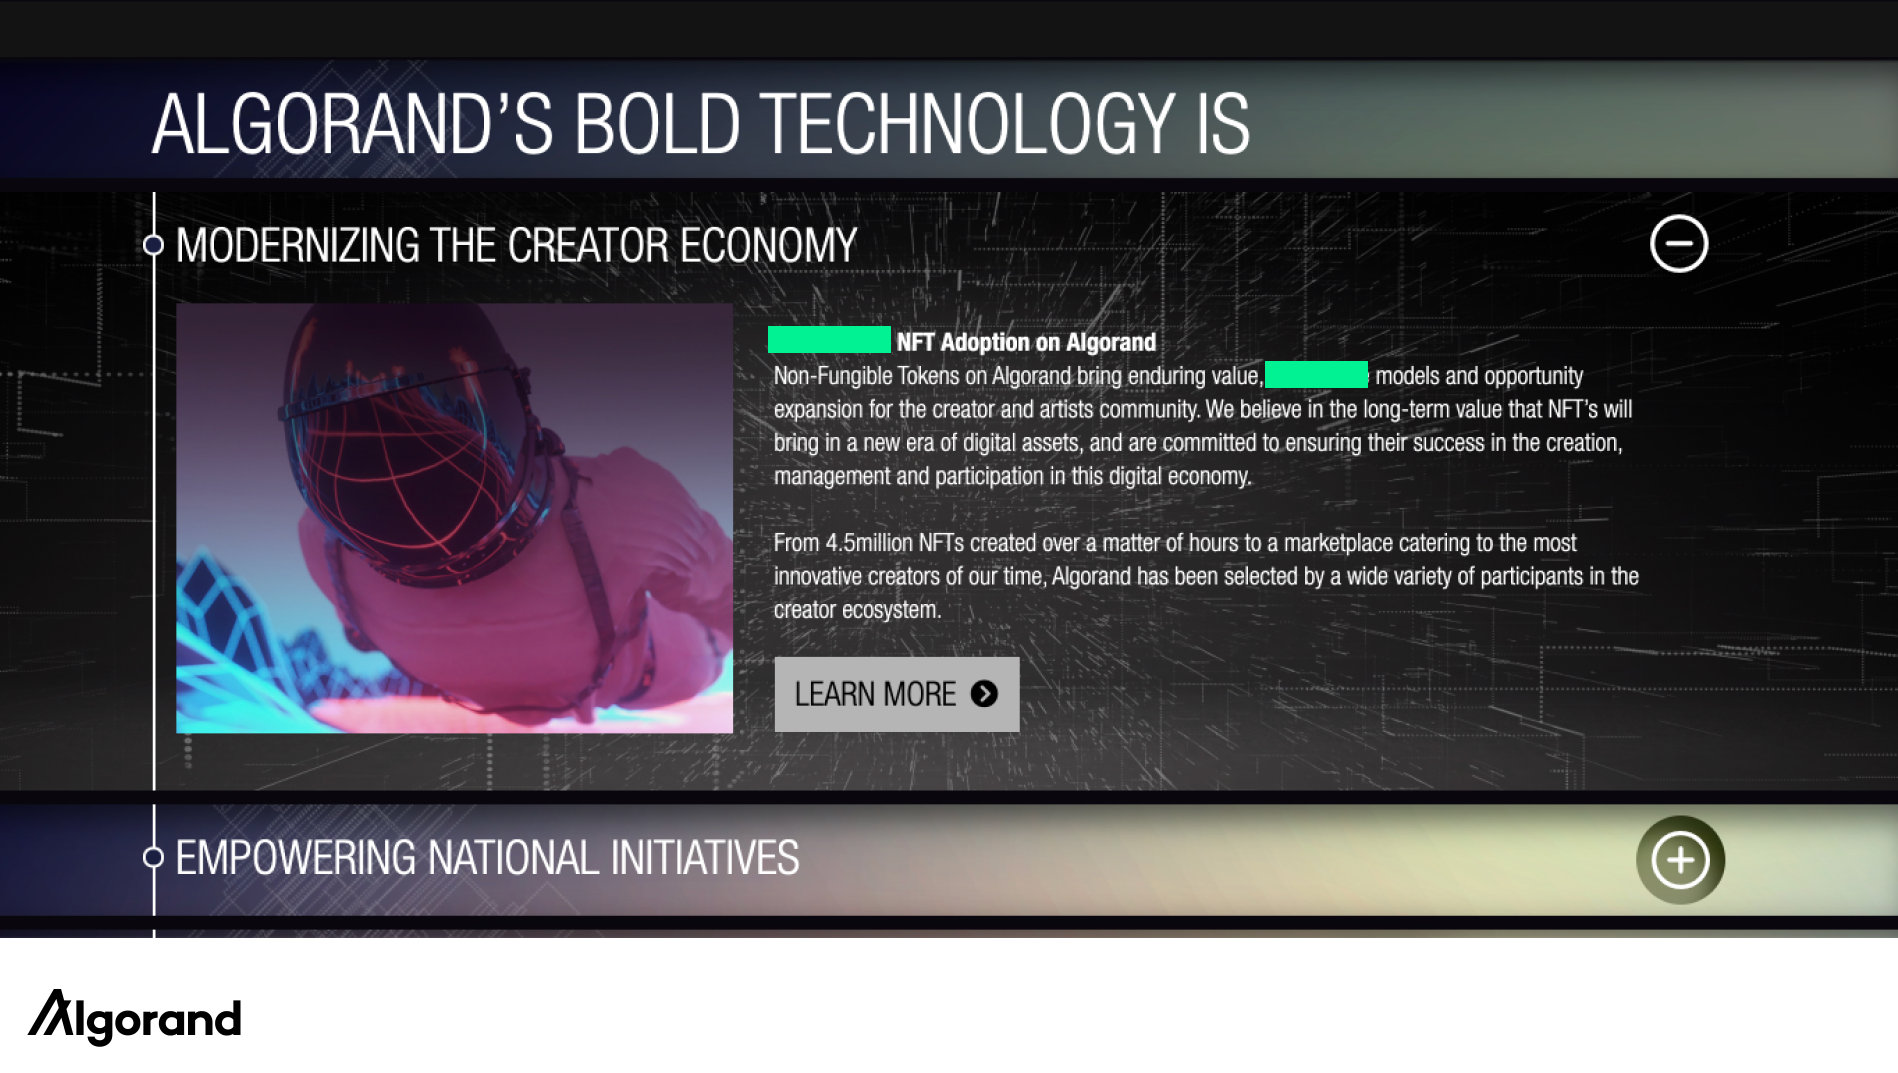 ALGORAND’S BOLD TECHNOLOGY IS
MODERNIZING THE CREATOR ECONOMY
NFT Adoption on Algorand
Non-Fungible Tokens on Algorand bring enduring value, models and opportunity
expansion for the creator and artists community. We believe in the long-term value that NFT’s will
bring in a new era of digital assets, and are committed to ensuring their success in the creation,
management and participation in this digital economy.
From 4.5million NFTs created over a matter of hours to a marketplace catering to the most
innovative creators of our time, Algorand has been selected by a wide variety of participants in the
creator ecosystem.
LEARN MORE
EMPOWERING NATIONAL INITIATIVES
Algorand